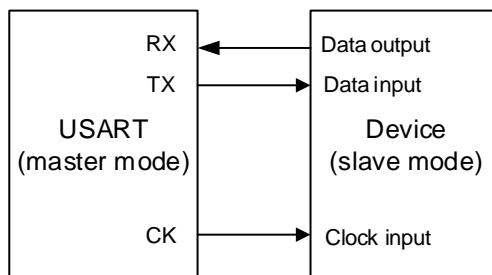 RX
TX
USART
(master mode)
CK
Data output
Data input
Device
(slave mode)
Clock input